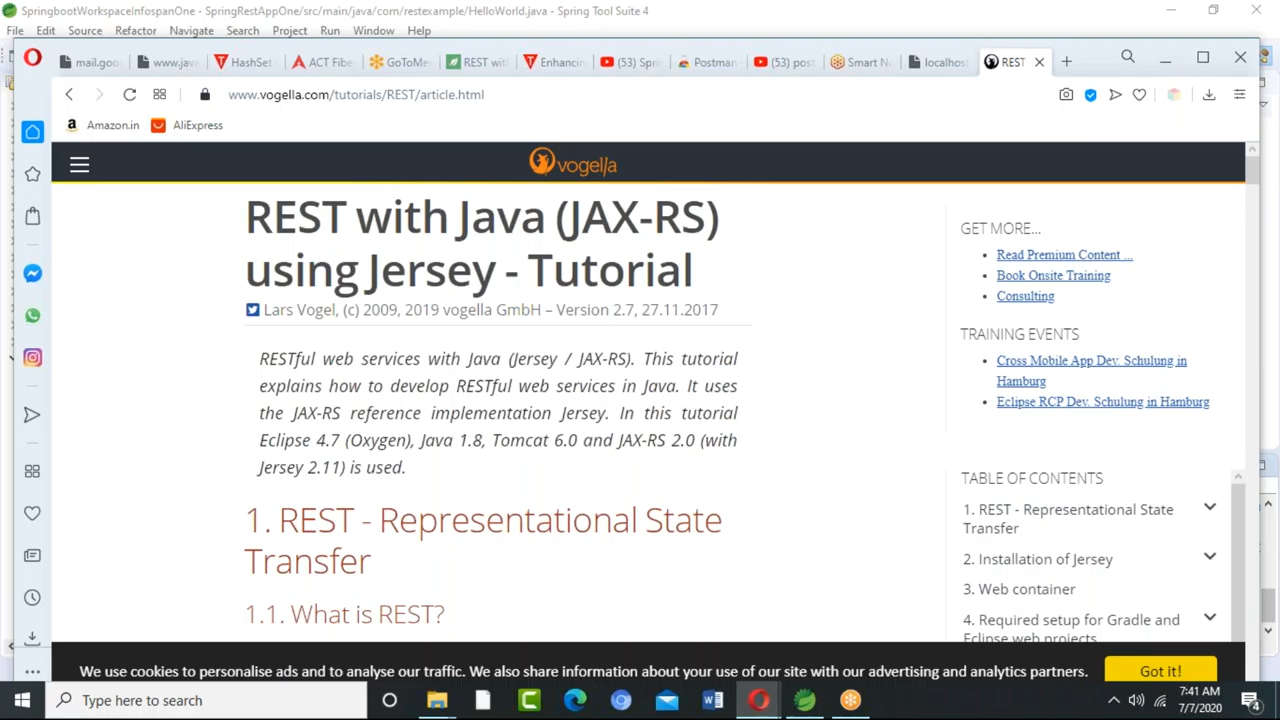 SpringbootWorkspaceInfospanOne - SpringRestAppOne/src/main/java/com/restexample/HelloWorld.java - Spring Tool Suite 4
File Edit Source Refactor Navigate Search Project Run Window Help
mail.goo www.java HashSet ACT Fibe GoToMe REST wit Enhancin (53) Spri Postman (53) post Smart N localhos REST
www.vogella.com/tutorials/REST/article.html
Amazon.in AliExpress
vogella
REST with Java (JAX-RS)
using Jersey - Tutorial
Lars Vogel, (c) 2009, 2019 vogella GmbH – Version 2.7, 27.11.2017
RESTful web services with Java (Jersey / JAX-RS). This tutorial
explains how to develop RESTful web services in Java. It uses
the JAX-RS reference implementation Jersey. In this tutorial
Eclipse 4.7 (Oxygen), Java 1.8, Tomcat 6.0 and JAX-RS 2.0 (with
Jersey 2.11) is used.
1. REST - Representational State
Transfer
1.1. What is REST?
GET MORE...
Read Premium Content ...
Book Onsite Training
Consulting
TRAINING EVENTS
Cross Mobile App Dev. Schulung in
Hamburg
Eclipse RCP Dev. Schulung in Hamburg
TABLE OF CONTENTS
1. REST - Representational State
Transfer
2. Installation of Jersey
3. Web container
4. Required setup for Gradle and
Eclipse web projects
We use cookies to personalise ads and to analyse our traffic. We also share information about your use of our site with our advertising and analytics partners.
Got it!
Type here to search
7:41 AM
7/7/2020
4